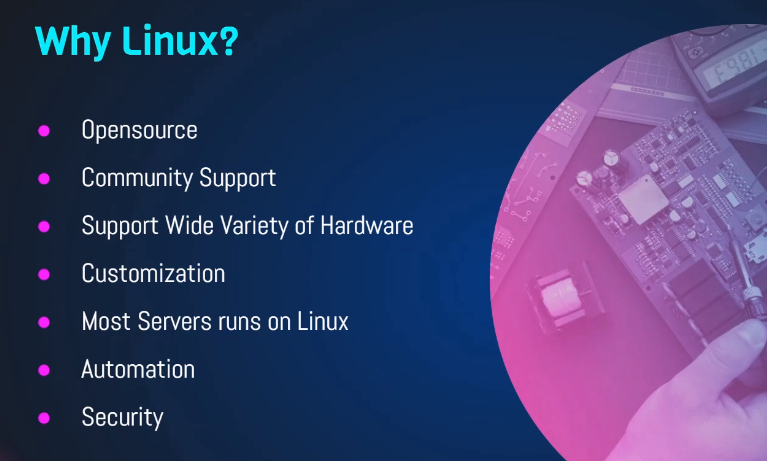 Why Linux?
Opensource
Community Support
Support Wide Variety of Hardware
Customization
Most Servers runs on Linux
Automation
Security